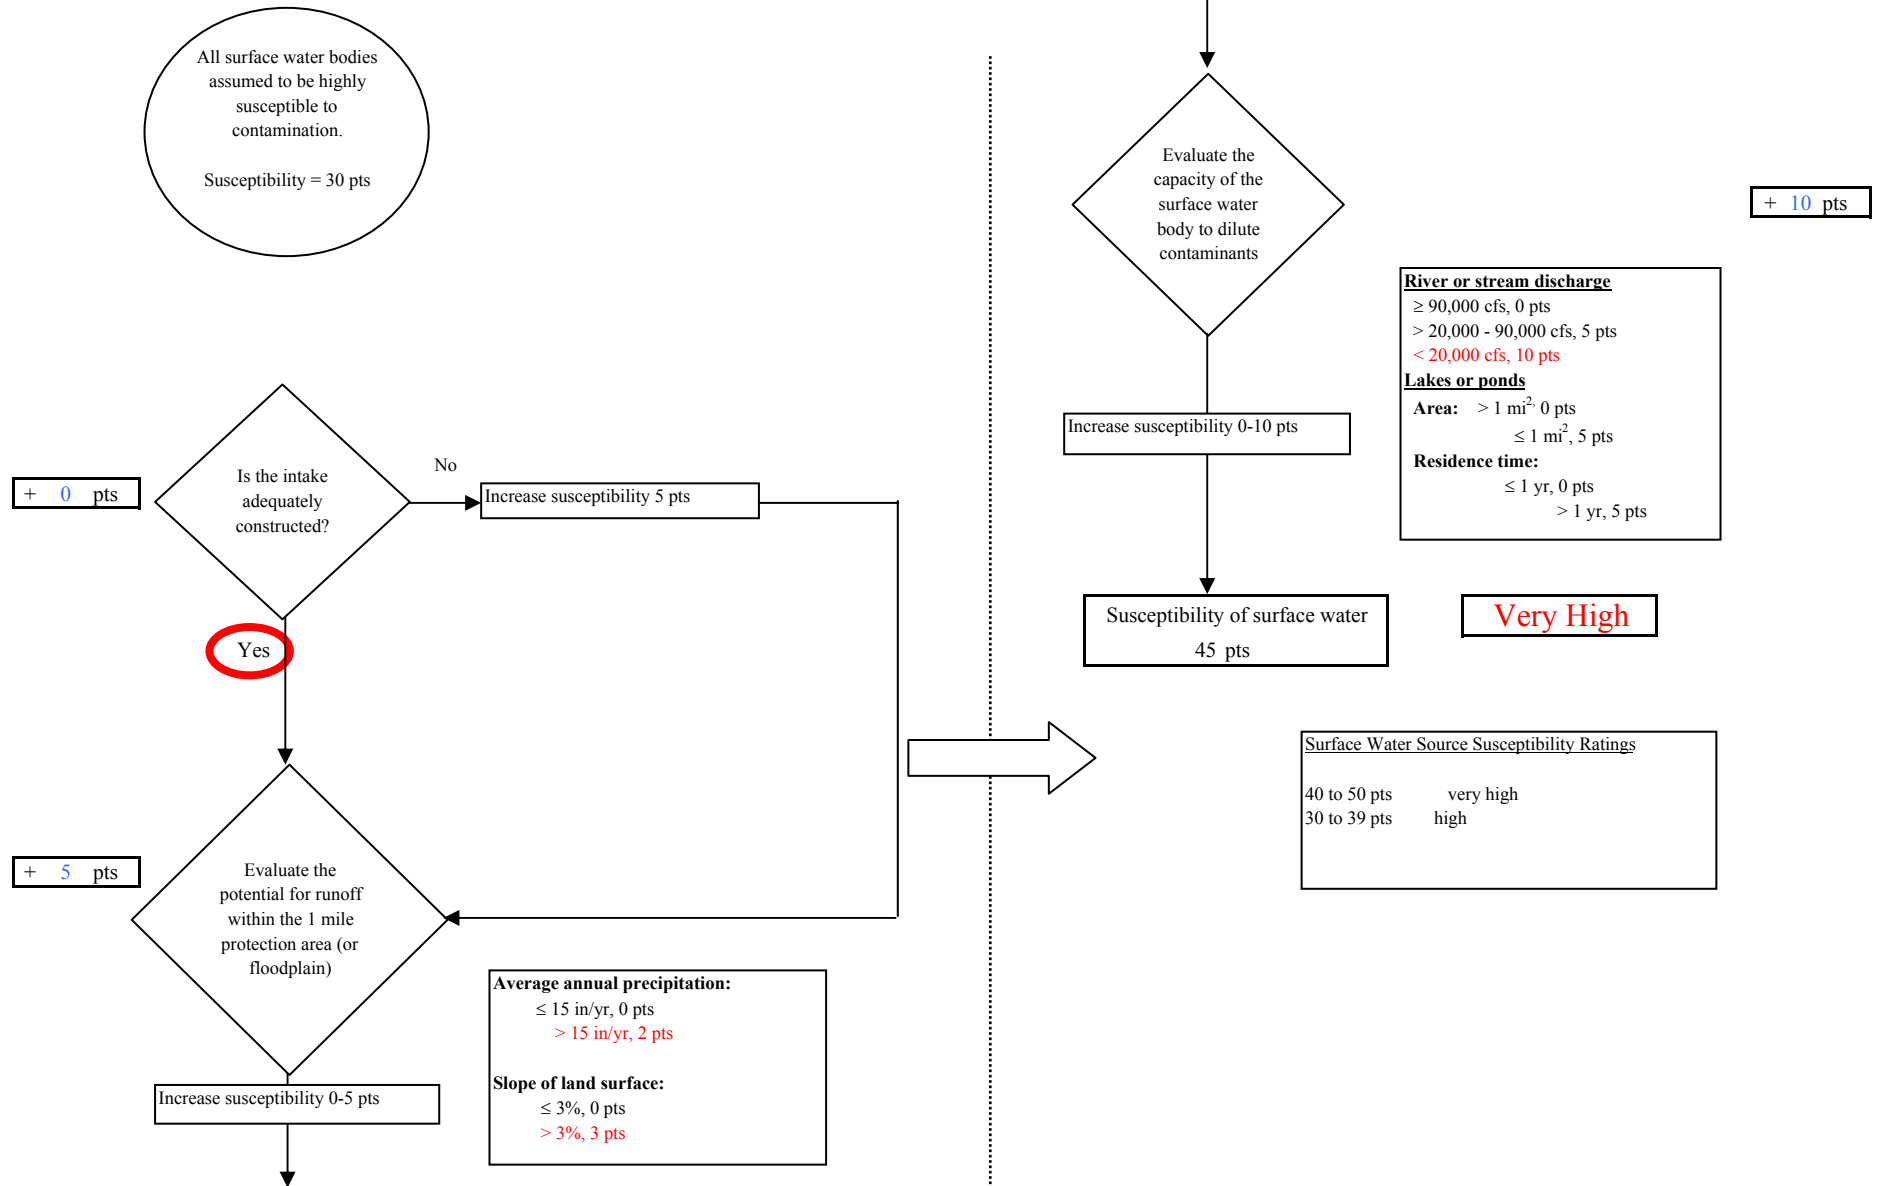 All surface water bodies
assumed to be highly
susceptible to
contamination.
Susceptibility = 30 pts
+ 0 pts
Is the intake
adequately
constructed?
No
Increase susceptibility 5 pts
Yes
+ 5 pts
Evaluate the
potential for runoff
within the 1 mile
protection area (or
floodplain)
Increase susceptibility 0-5 pts
Average annual precipitation:
≤ 15 in/yr, 0 pts
> 15 in/yr, 2 pts
Slope of land surface:
≤ 3%, 0 pts
> 3%, 3 pts
Evaluate the
capacity of the
surface water
body to dilute
contaminants
+ 10 pts
River or stream discharge
≥ 90,000 cfs, 0 pts
> 20,000 - 90,000 cfs, 5 pts
< 20,000 cfs, 10 pts
Lakes or ponds
Area: > 1 mi², 0 pts
≤ 1 mi², 5 pts
Residence time:
≤ 1 yr, 0 pts
> 1 yr, 5 pts
Increase susceptibility 0-10 pts
Susceptibility of surface water
45 pts
Very High
Surface Water Source Susceptibility Ratings
40 to 50 pts very high
30 to 39 pts high